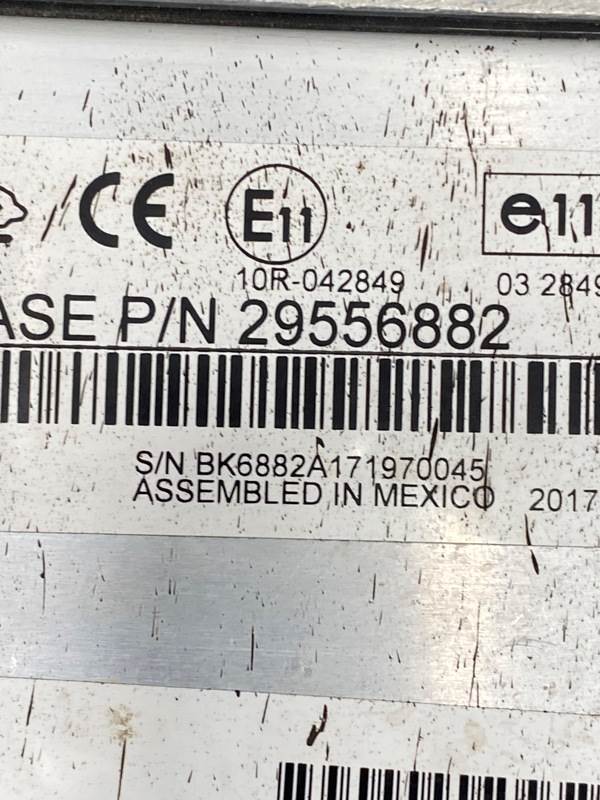 CE E11 e11
10R-042849 03 2849
ASE P/N 29556882
S/N BK6882A171970045
ASSEMBLED IN MEXICO 2017